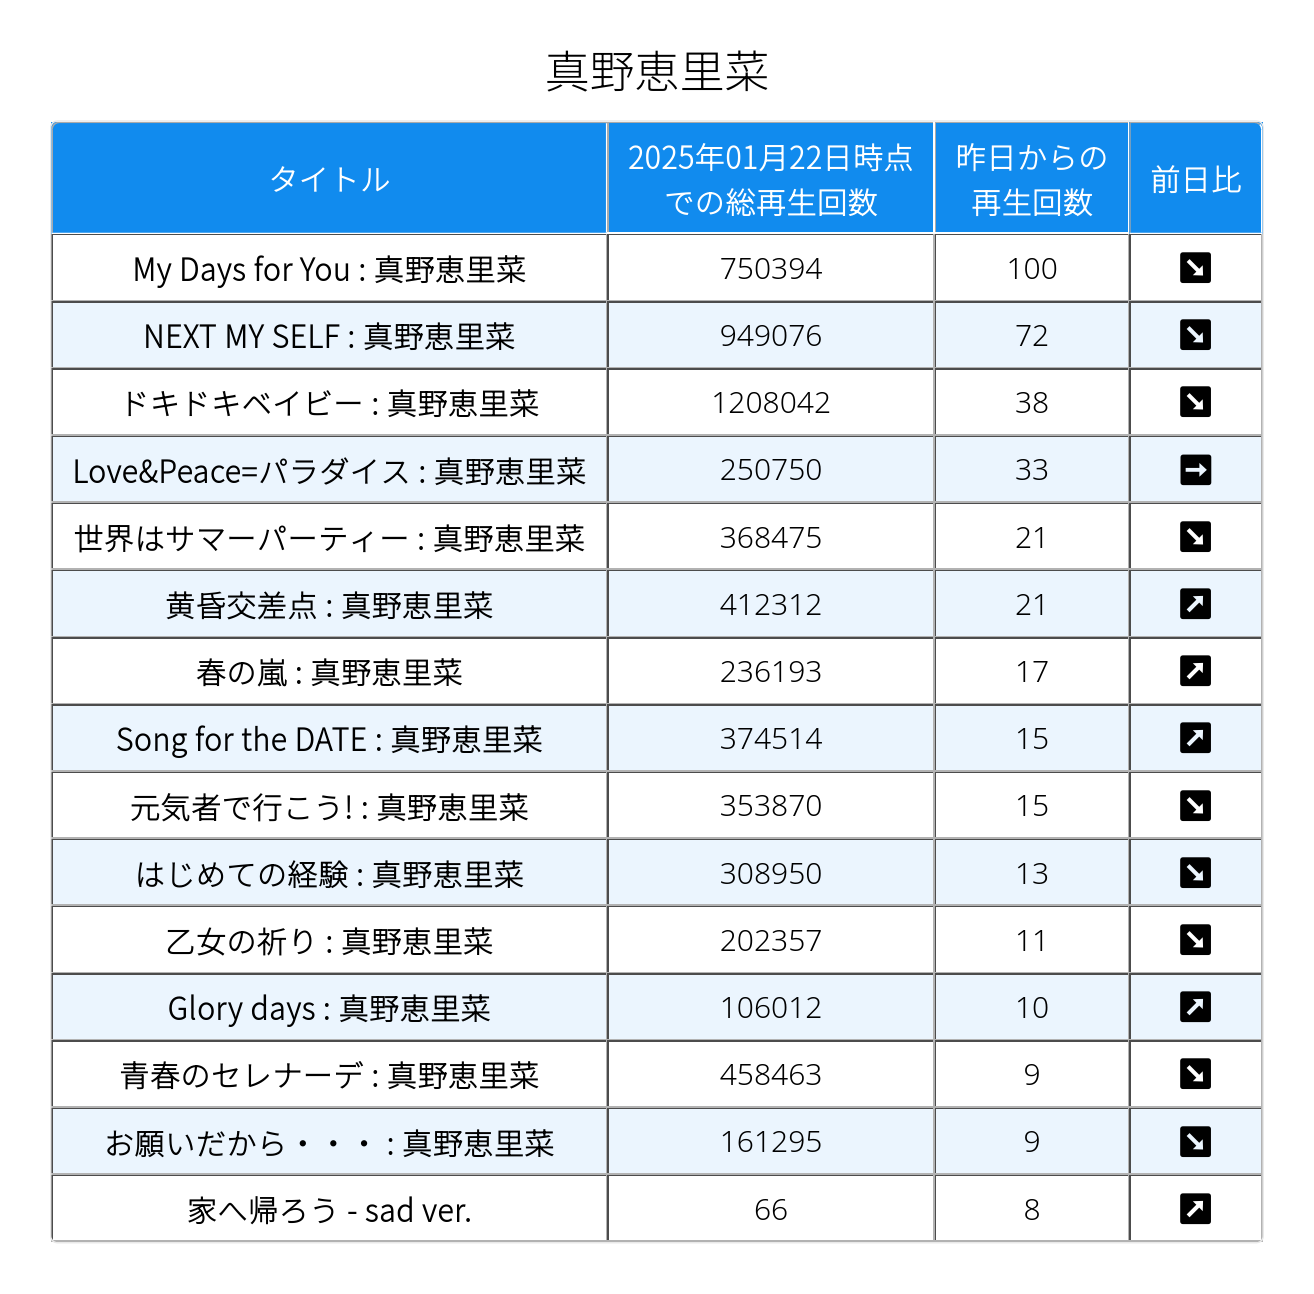 真野恵里菜
タイトル 2025年01月22日時点での総再生回数 昨日からの再生回数 前日比
My Days for You : 真野恵里菜 750394 100 ↘
NEXT MY SELF : 真野恵里菜 949076 72 ↘
ドキドキベイビー : 真野恵里菜 1208042 38 ↘
Love&Peace=パラダイス : 真野恵里菜 250750 33 →
世界はサマーパーティー : 真野恵里菜 368475 21 ↘
黄昏交差点 : 真野恵里菜 412312 21 ↗
春の嵐 : 真野恵里菜 236193 17 ↗
Song for the DATE : 真野恵里菜 374514 15 ↗
元気者で行こう! : 真野恵里菜 353870 15 ↘
はじめての経験 : 真野恵里菜 308950 13 ↘
乙女の祈り : 真野恵里菜 202357 11 ↘
Glory days : 真野恵里菜 106012 10 ↗
青春のセレナーデ : 真野恵里菜 458463 9 ↘
お願いだから・・・ : 真野恵里菜 161295 9 ↘
家へ帰ろう - sad ver. 66 8 ↗